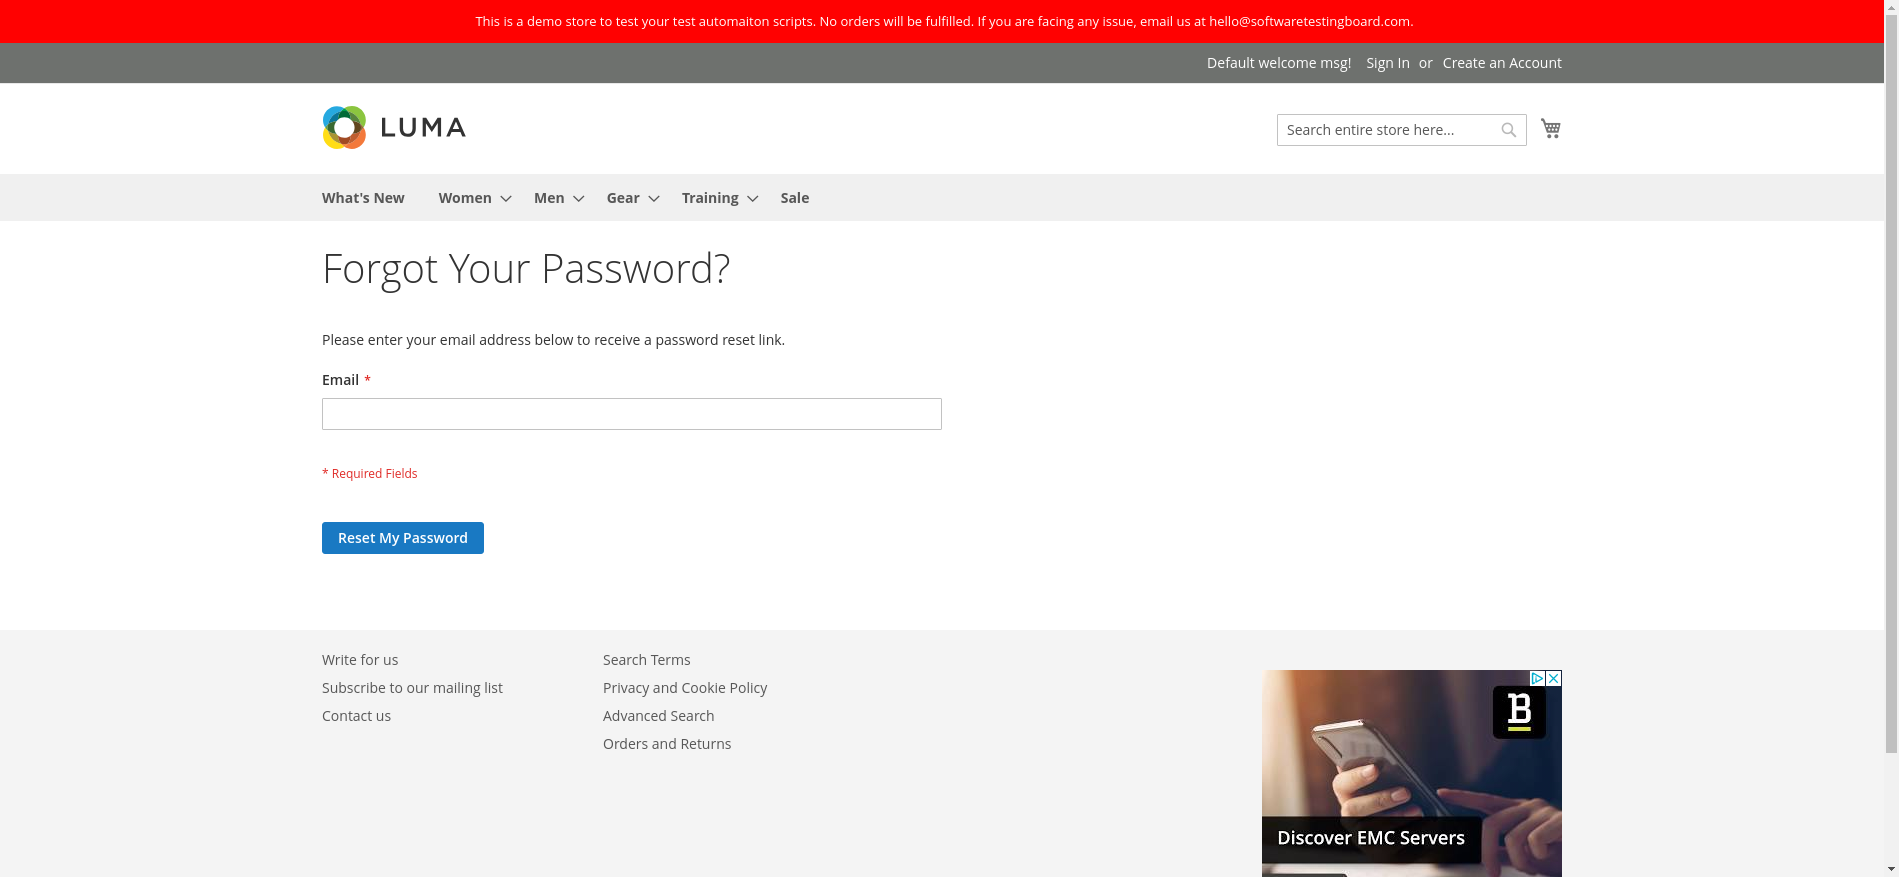 This is a demo store to test your test automaiton scripts. No orders will be fulfilled. If you are facing any issue, email us at hello@softwaretestingboard.com.
Default welcome msg! Sign In or Create an Account
LUMA
Search entire store here...
What's New Women Men Gear Training Sale
Forgot Your Password?
Please enter your email address below to receive a password reset link.
Email *
* Required Fields
Reset My Password
Write for us
Subscribe to our mailing list
Contact us
Search Terms
Privacy and Cookie Policy
Advanced Search
Orders and Returns
B
Discover EMC Servers